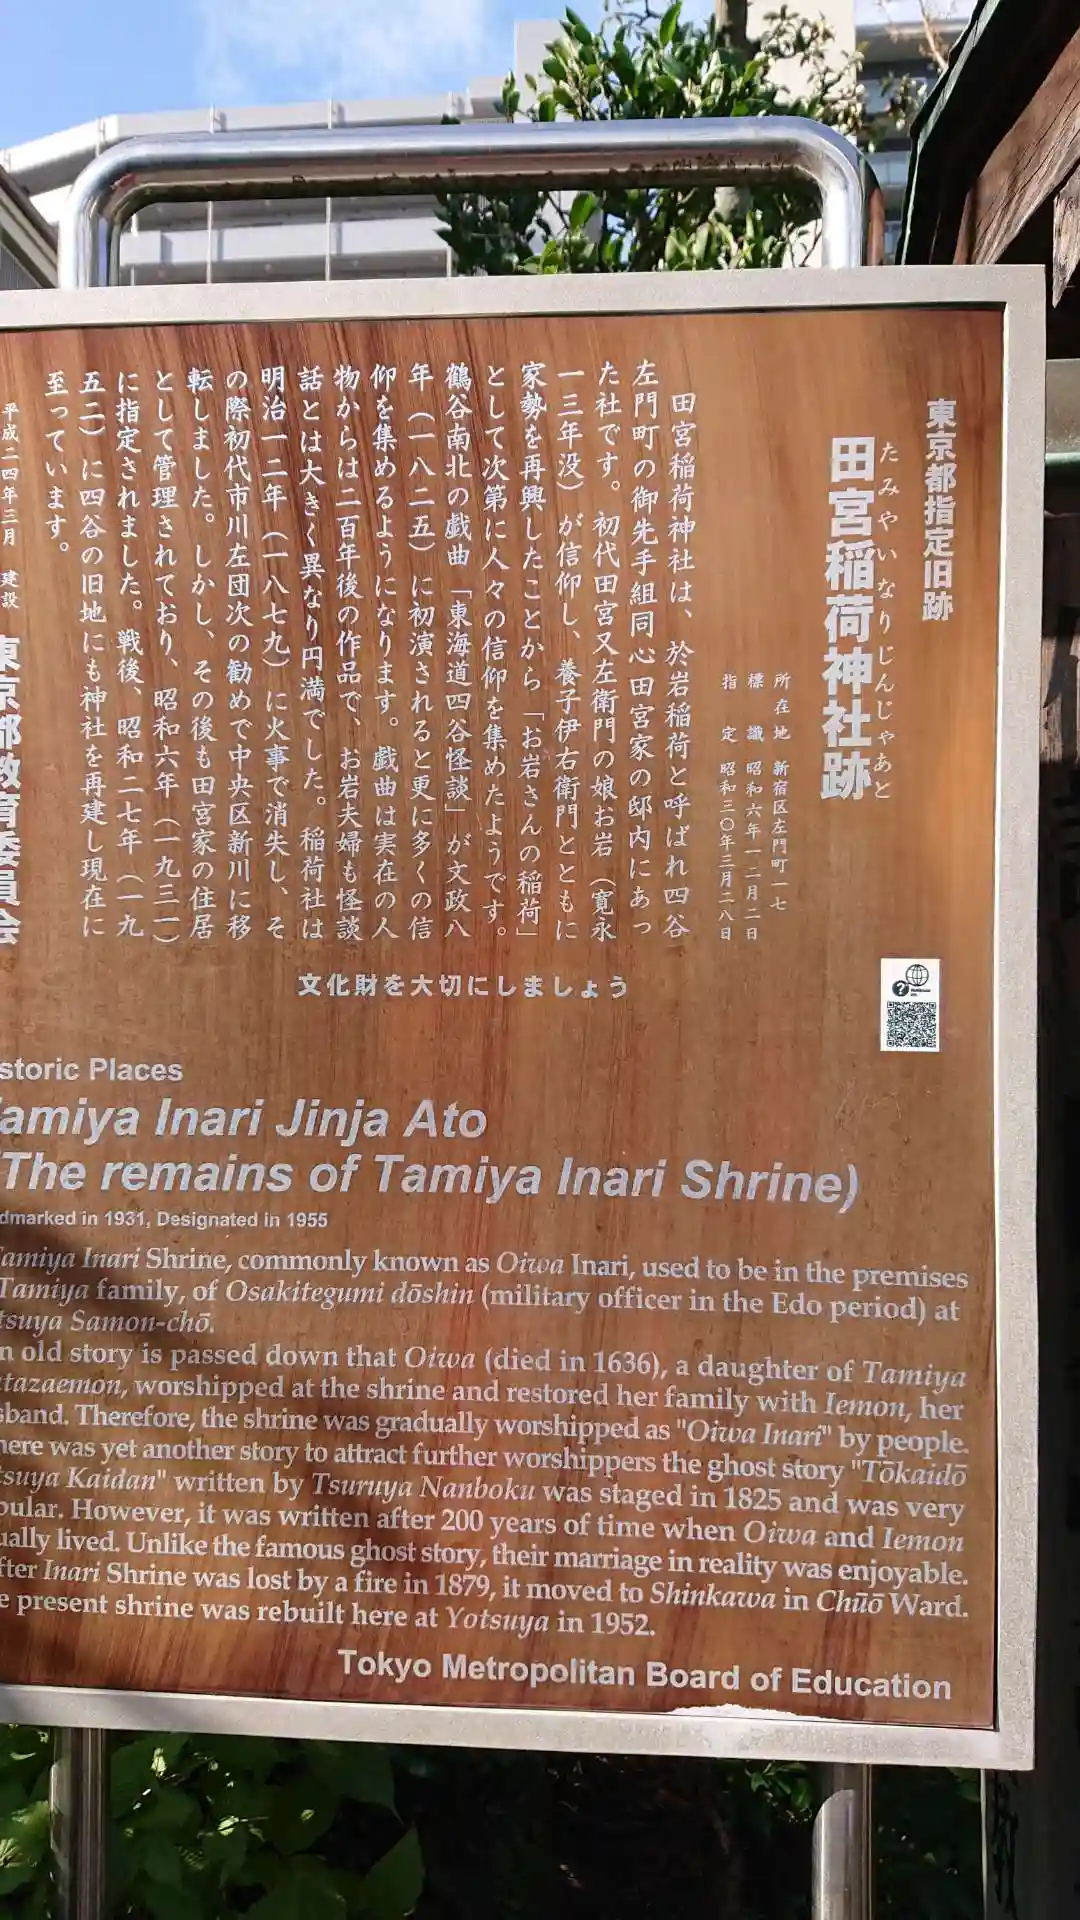 東京都指定旧跡
たみやいなりじんじゃあと
田宮稲荷神社跡
所在地 新宿区左門町一七
標識 昭和六年一二月二日
指定 昭和三〇年三月二八日
田宮稲荷神社は、於岩稲荷と呼ばれ四谷
左門町の御先手組同心田宮家の邸内にあっ
た社です。初代田宮又左衛門の娘お岩（寛永
一三年没）が信仰し、養子伊右衛門とともに
家勢を再興したことから「お岩さんの稲荷」
として次第に人々の信仰を集めたようです。
鶴谷南北の戯曲「東海道四谷怪談」が文政八
年（一八二五）に初演されると更に多くの信
仰を集めるようになります。戯曲は実在の人
物からは二百年後の作品で、お岩夫婦も怪談
話とは大きく異なり円満でした。稲荷社は
明治一二年（一八七九）に火事で消失し、そ
の際初代市川左団次の勧めで中央区新川に移
転しました。しかし、その後も田宮家の住居
として管理されており、昭和六年（一九三一）
に指定されました。戦後、昭和二七年（一九
五二）に四谷の旧地にも神社を再建し現在に
至っています。
平成二四年三月 建設
東京都教育委員会
文化財を大切にしましょう
storic Places
amiya Inari Jinja Ato
(The remains of Tamiya Inari Shrine)
dmarked in 1931, Designated in 1955
amiya Inari Shrine, commonly known as Oiwa Inari, used to be in the premises
Tamiya family, of Osakitegumi dōshin (military officer in the Edo period) at
tsuya Samon-chō.
n old story is passed down that Oiwa (died in 1636), a daughter of Tamiya
tazaemon, worshipped at the shrine and restored her family with Iemon, her
sband. Therefore, the shrine was gradually worshipped as "Oiwa Inari" by people.
here was yet another story to attract further worshippers the ghost story "Tōkaidō
tsuya Kaidan" written by Tsuruya Nanboku was staged in 1825 and was very
pular. However, it was written after 200 years of time when Oiwa and Iemon
ually lived. Unlike the famous ghost story, their marriage in reality was enjoyable.
fter Inari Shrine was lost by a fire in 1879, it moved to Shinkawa in Chūō Ward.
e present shrine was rebuilt here at Yotsuya in 1952.
Tokyo Metropolitan Board of Education